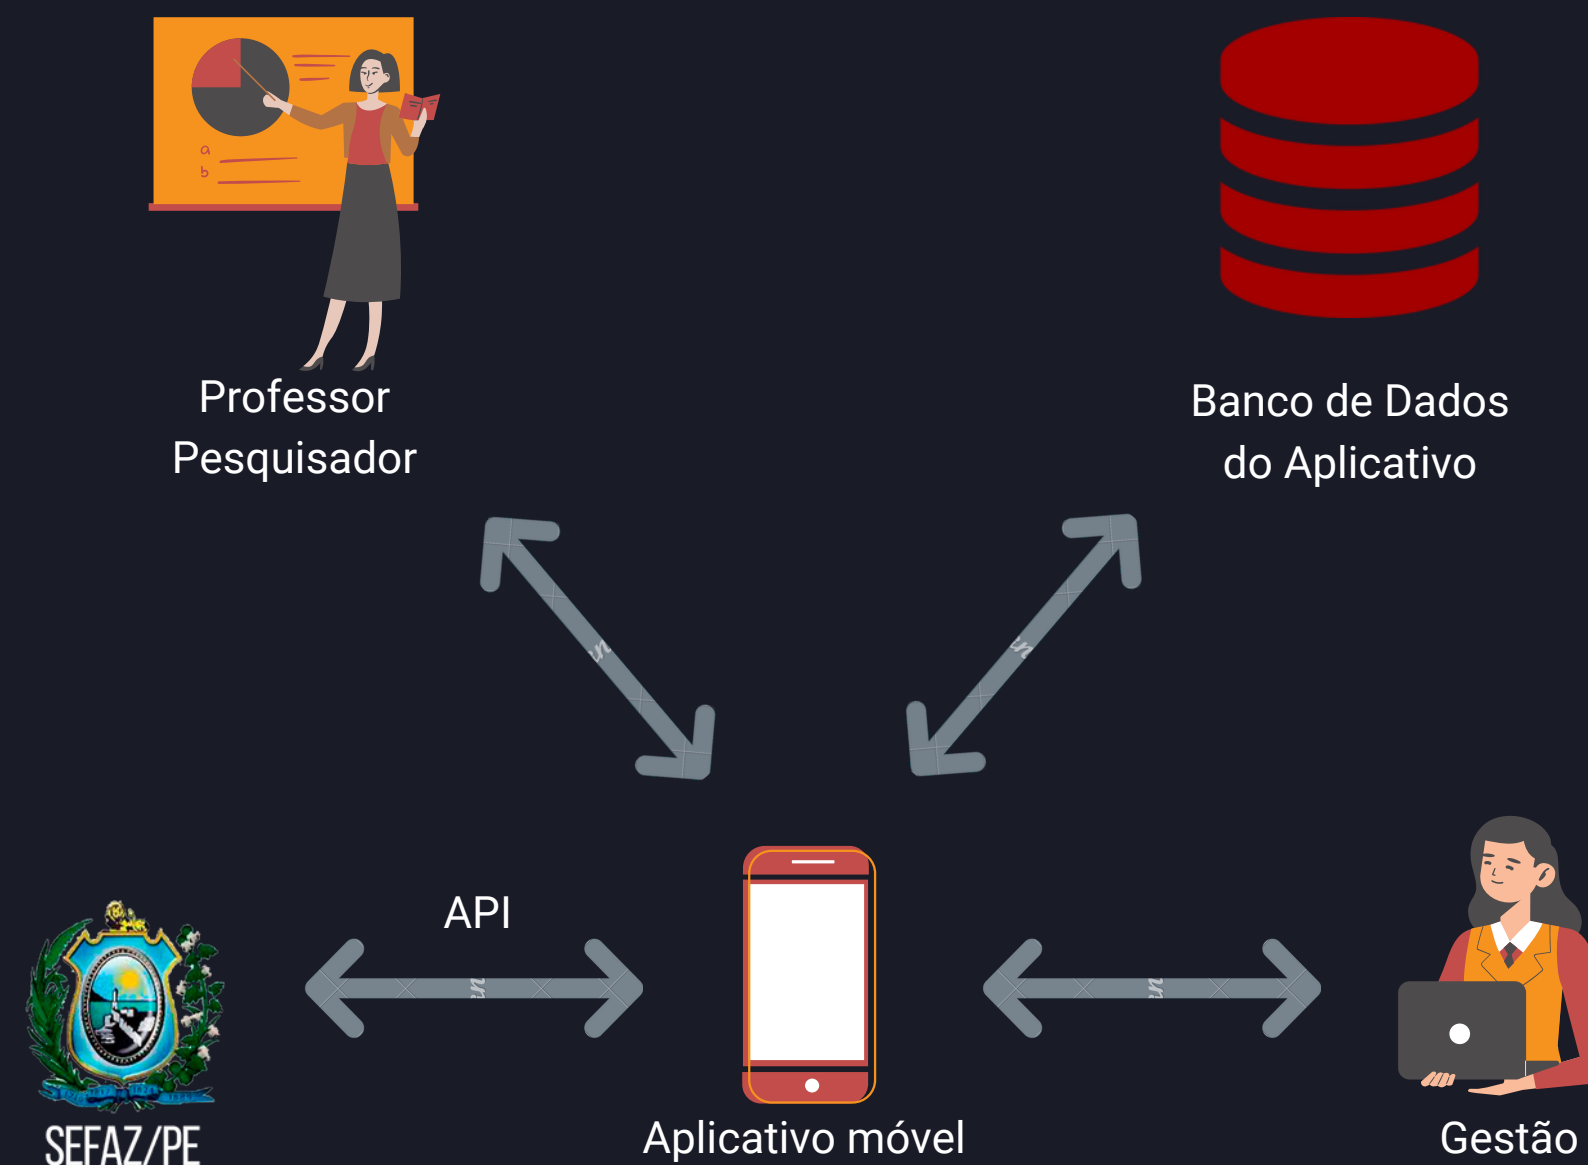 a
b
Professor
Pesquisador
Banco de Dados
do Aplicativo
API
SEFAZ/PE
Aplicativo móvel
Gestão